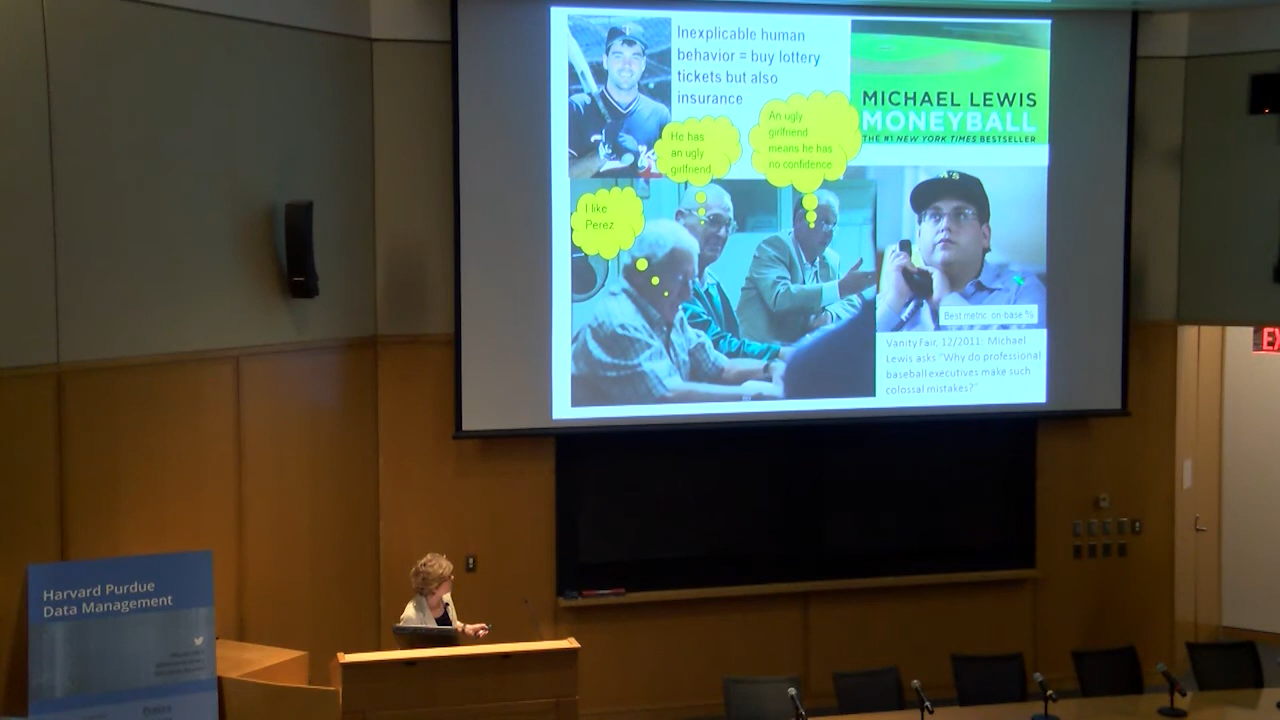 Inexplicable human
behavior = buy lottery
tickets but also
insurance
MICHAEL LEWIS
MONEYBALL
THE #1 NEW YORK TIMES BESTSELLER
He has
an ugly
girlfriend
An ugly
girlfriend
means he has
no confidence
I like
Perez
Best metric: on-base %
Vanity Fair, 12/2011: Michael
Lewis asks "Why do professional
baseball executives make such
colossal mistakes?"
Harvard Purdue
Data Management